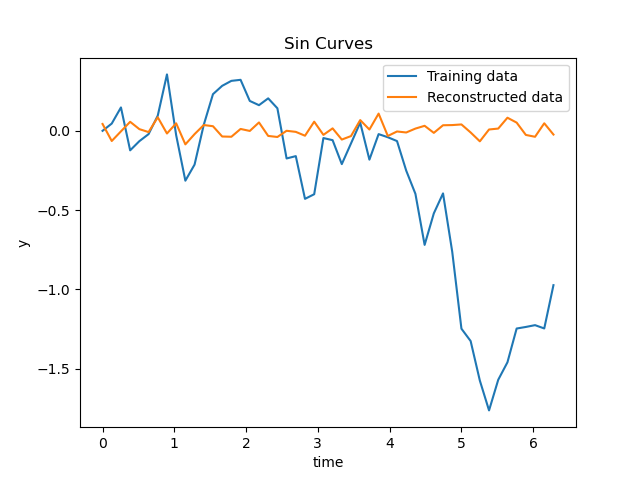 Sin Curves
Training data
Reconstructed data
0.0
−0.5
−1.0
−1.5
y
0 1 2 3 4 5 6
time